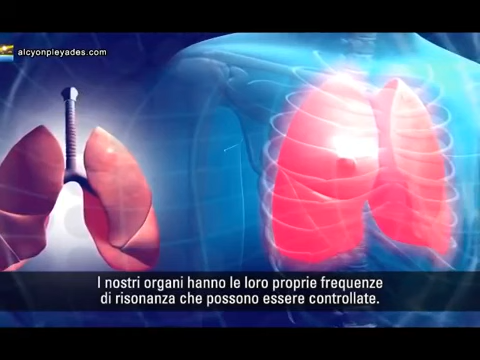 alcyonpleyades.com
I nostri organi hanno le loro proprie frequenze
di risonanza che possono essere controllate.